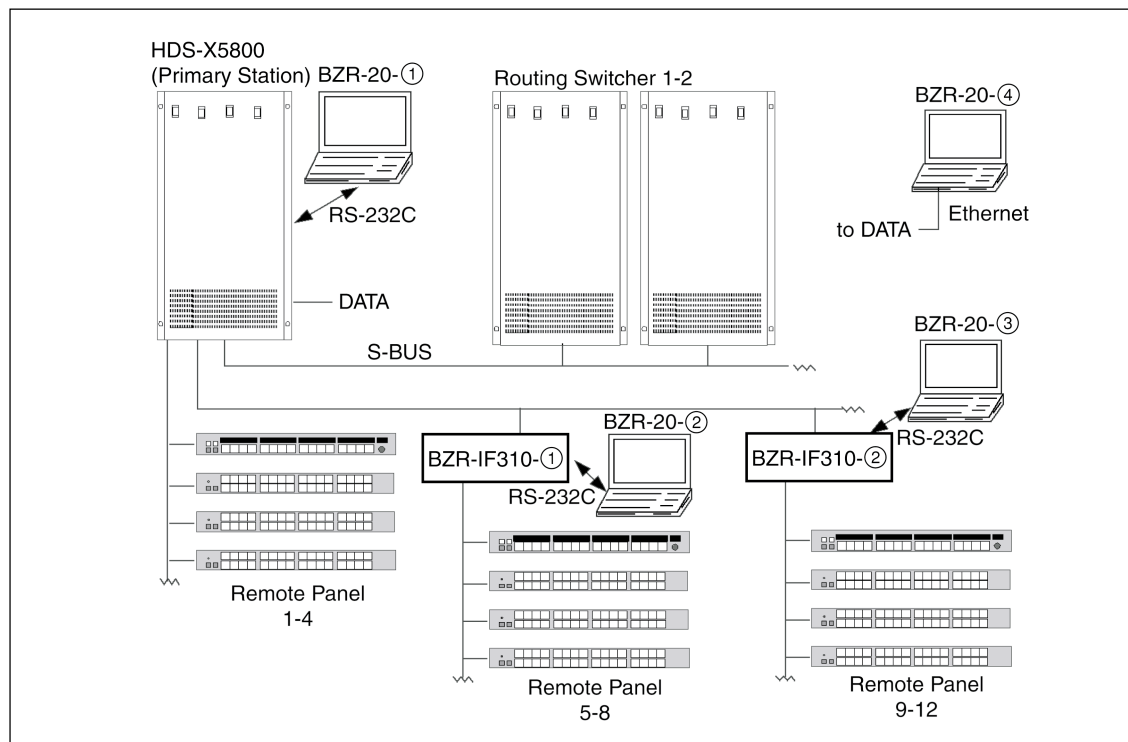 HDS-X5800
(Primary Station)
BZR-20-①
Routing Switcher 1-2
BZR-20-④
RS-232C
Ethernet
to DATA
DATA
BZR-20-③
S-BUS
BZR-20-②
RS-232C
BZR-IF310-①
BZR-IF310-②
RS-232C
Remote Panel
1-4
Remote Panel
5-8
Remote Panel
9-12